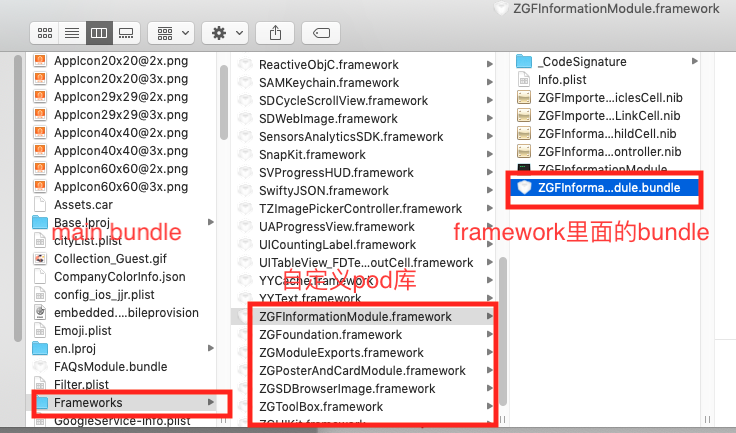 ZGFInformationModule.framework
AppIcon20x20@2x.png
AppIcon20x20@3x.png
AppIcon29x29@2x.png
AppIcon29x29@3x.png
AppIcon40x40@2x.png
AppIcon40x40@3x.png
AppIcon60x60@2x.png
AppIcon60x60@3x.png
Assets.car
Base.lproj
main bundle
cityList.plist
Collection_Guest.gif
CompanyColorInfo.json
config_ios_jjr.plist
embedded....bileprovision
Emoji.plist
en.lproj
FAQsModule.bundle
Filter.plist
Frameworks
GoogleService-Info.plist
ReactiveObjC.framework
SAMKeychain.framework
SDCycleScrollView.framework
SDWebImage.framework
SensorsAnalyticsSDK.framework
SnapKit.framework
SVProgressHUD.framework
SwiftyJSON.framework
TZImagePickerController.framework
UAProgressView.framework
UICountingLabel.framework
UITableView_FDTe...outCell.framework
自定义pod库
YYCache.framework
YYText.framework
ZGFInformationModule.framework
ZGFoundation.framework
ZGModuleExports.framework
ZGPosterAndCardModule.framework
ZGSDBrowserImage.framework
ZGToolBox.framework
ZGUIKit.framework
_CodeSignature
Info.plist
ZGFImporte...iclesCell.nib
ZGFImporte...LinkCell.nib
ZGFInforma...hildCell.nib
ZGFInforma...ontroller.nib
ZGFInformationModule
ZGFInforma...dule.bundle
framework里面的bundle